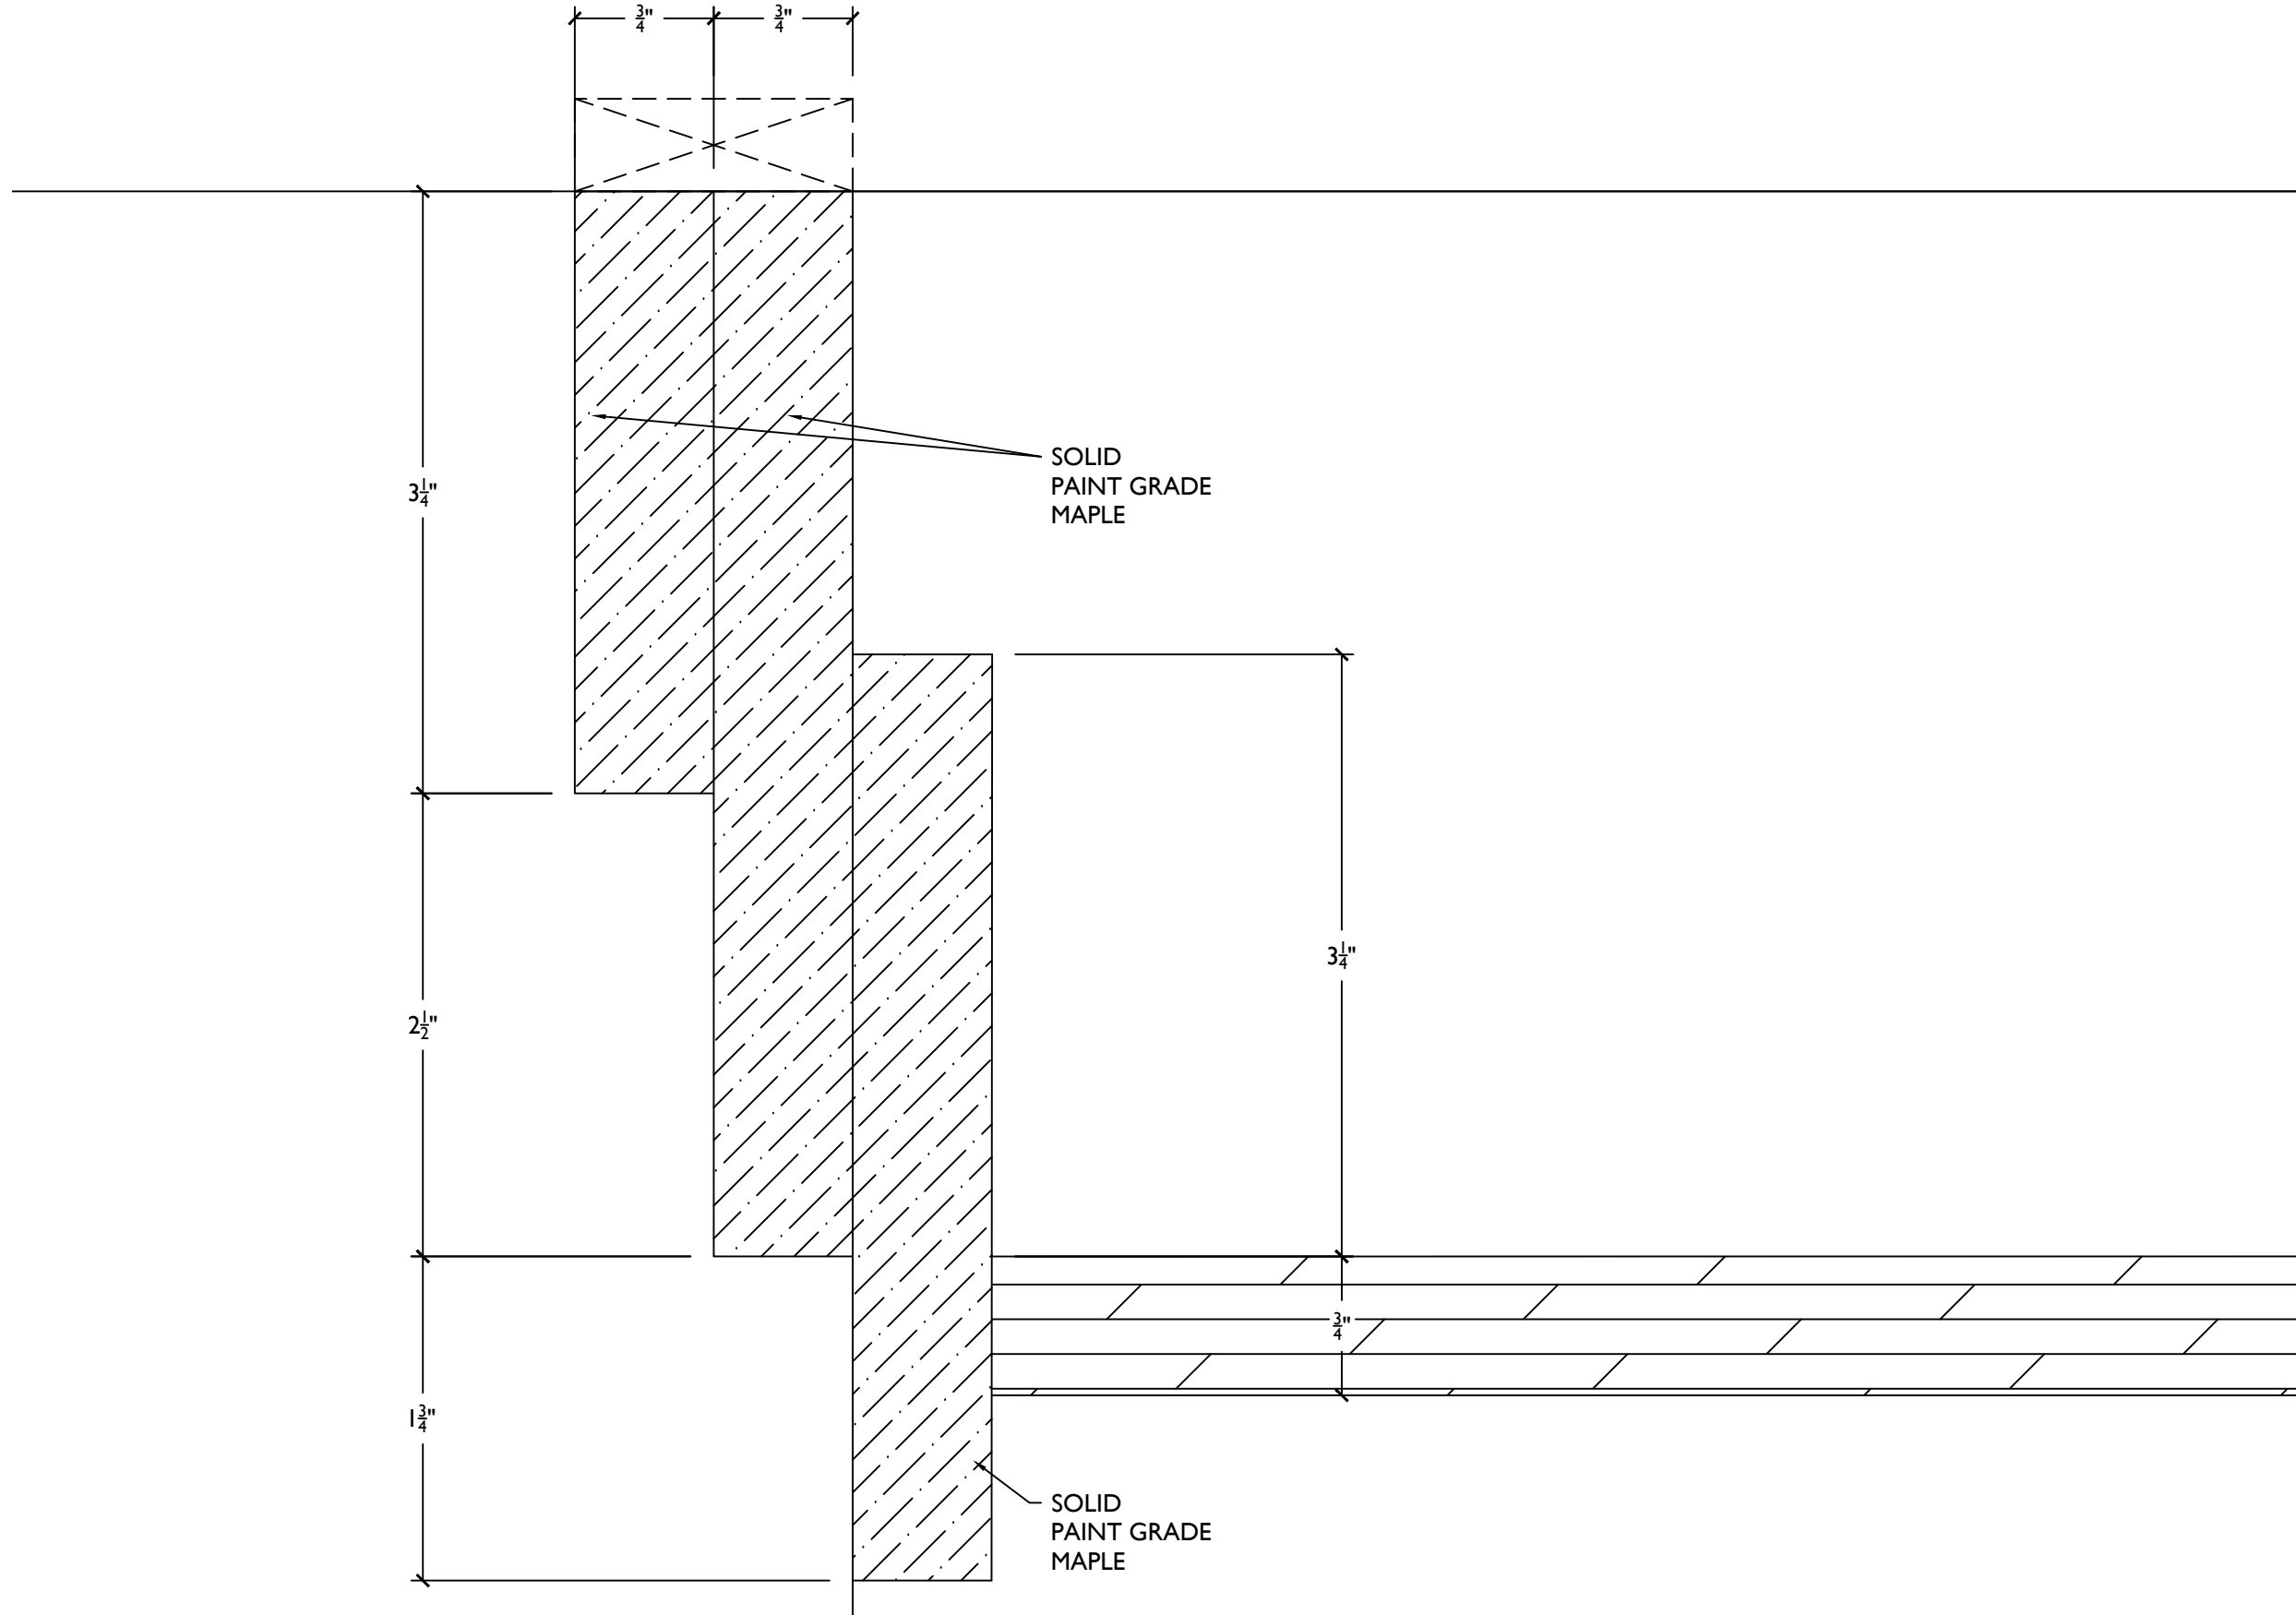 3/4" 3/4"
SOLID
PAINT GRADE
MAPLE
3 1/4"
3 1/4"
2 1/2"
3/4"
1 3/4"
SOLID
PAINT GRADE
MAPLE